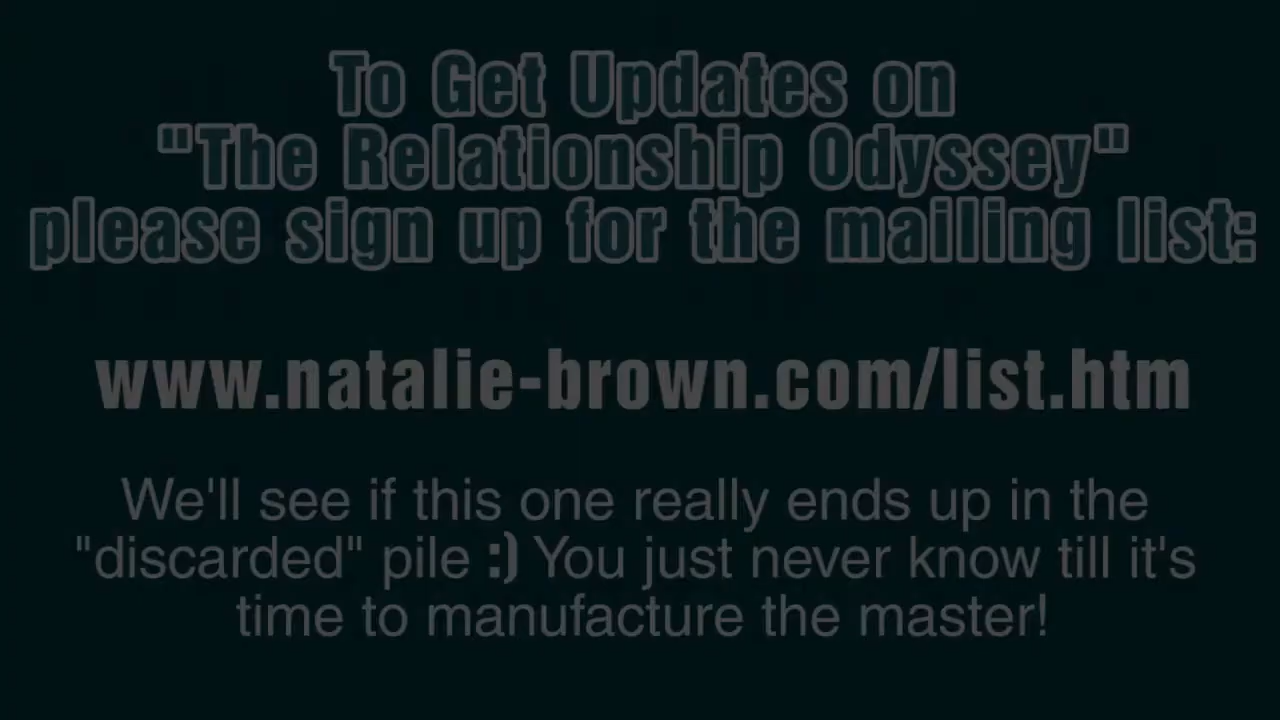 To Get Updates on
"The Relationship Odyssey"
please sign up for the mailing list:
www.natalie-brown.com/list.htm
We'll see if this one really ends up in the
"discarded" pile :) You just never know till it's
time to manufacture the master!